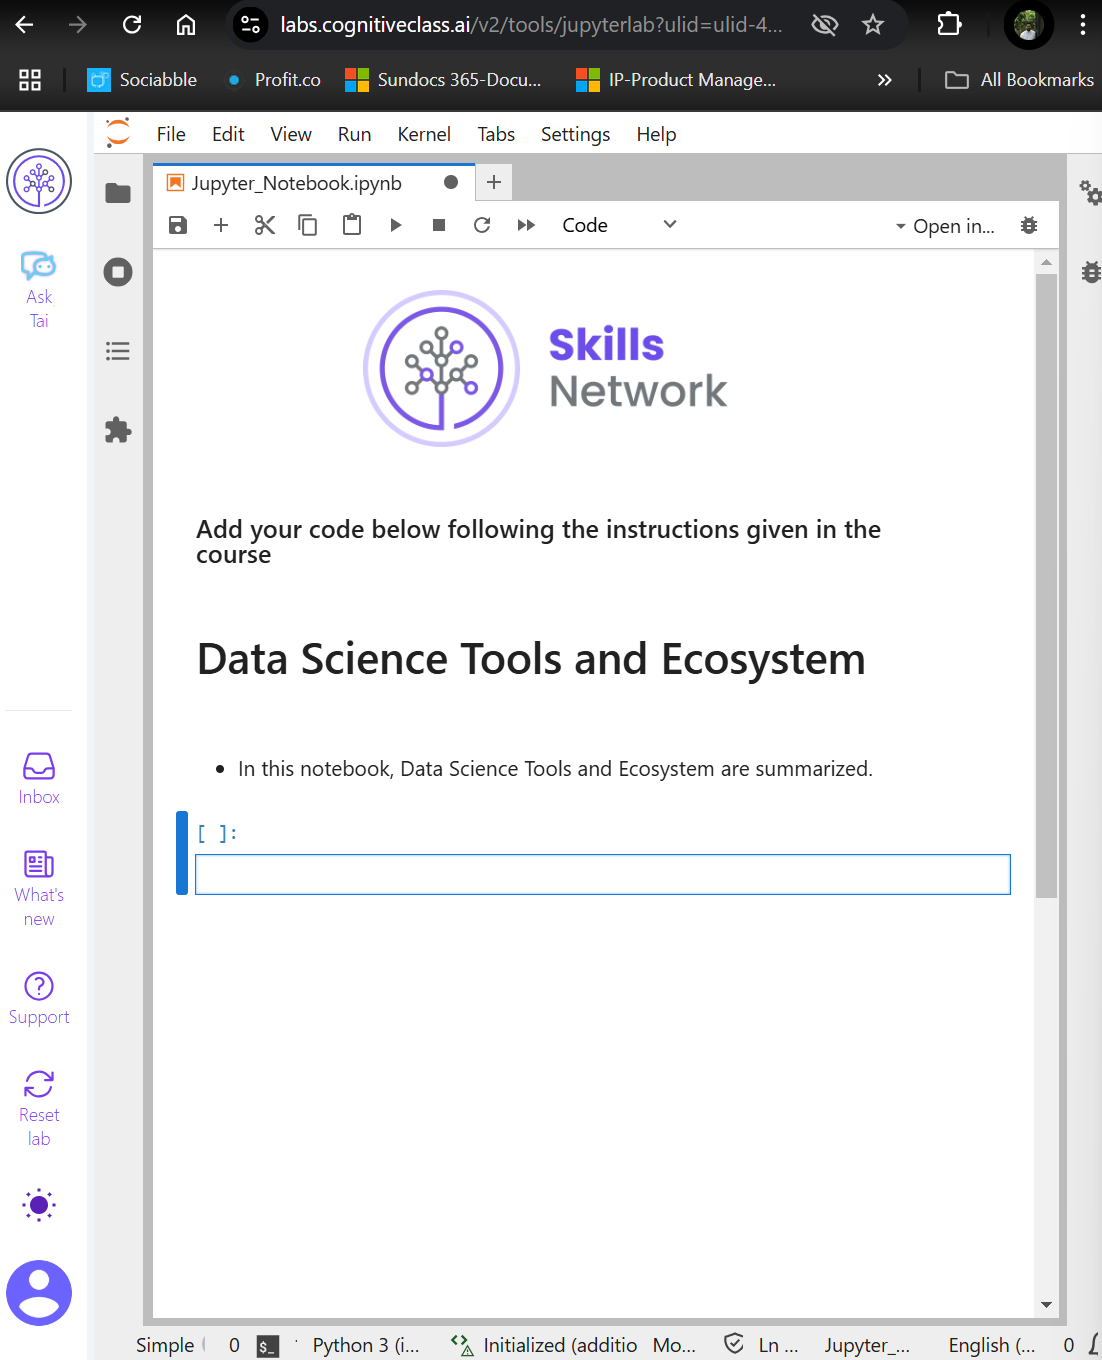 labs.cognitiveclass.ai/v2/tools/jupyterlab?ulid=ulid-4...
Sociabble
Profit.co
Sundocs 365-Docu...
IP-Product Manage...
All Bookmarks
File Edit View Run Kernel Tabs Settings Help
Jupyter_Notebook.ipynb
Code
Open in...
Ask
Tai
Skills
Network
Add your code below following the instructions given in the
course
Data Science Tools and Ecosystem
• In this notebook, Data Science Tools and Ecosystem are summarized.
[ ]:
Inbox
What's
new
Support
Reset
lab
Simple 0 $_ Python 3 (i... Initialized (additio Mo... Ln ... Jupyter_... English (... 0